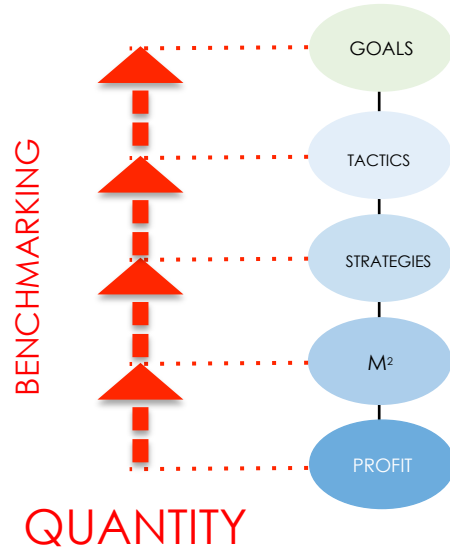 GOALS
TACTICS
STRATEGIES
M²
PROFIT
BENCHMARKING
QUANTITY